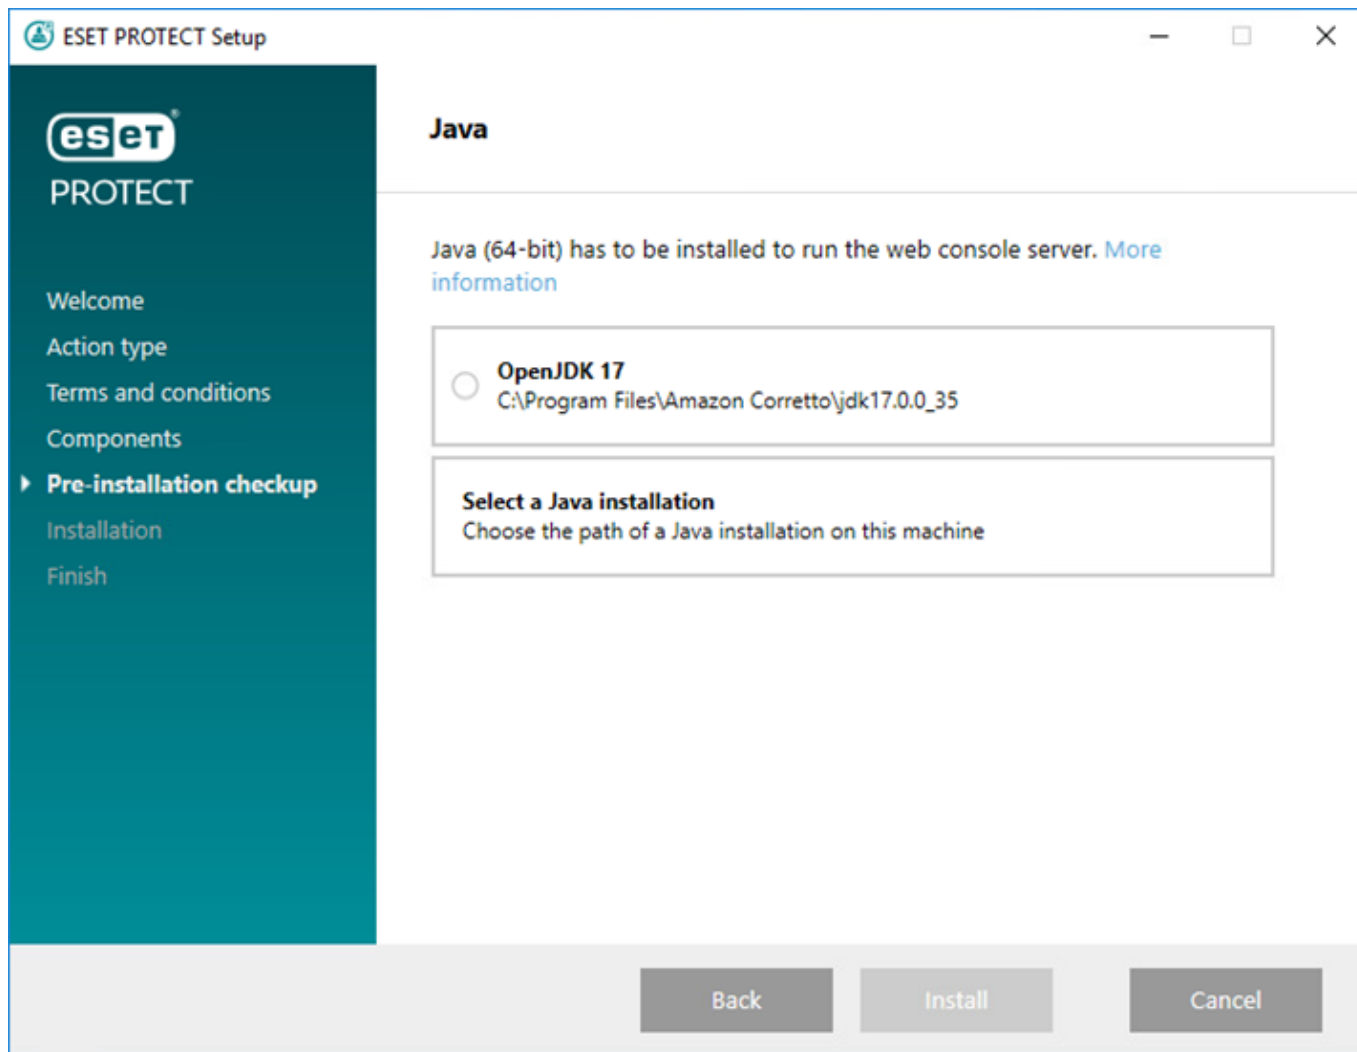 ESET PROTECT Setup
eset®
PROTECT
Welcome
Action type
Terms and conditions
Components
Pre-installation checkup
Installation
Finish
Java
Java (64-bit) has to be installed to run the web console server. More
information
OpenJDK 17
C:\Program Files\Amazon Corretto\jdk17.0.0_35
Select a Java installation
Choose the path of a Java installation on this machine
Back
Install
Cancel